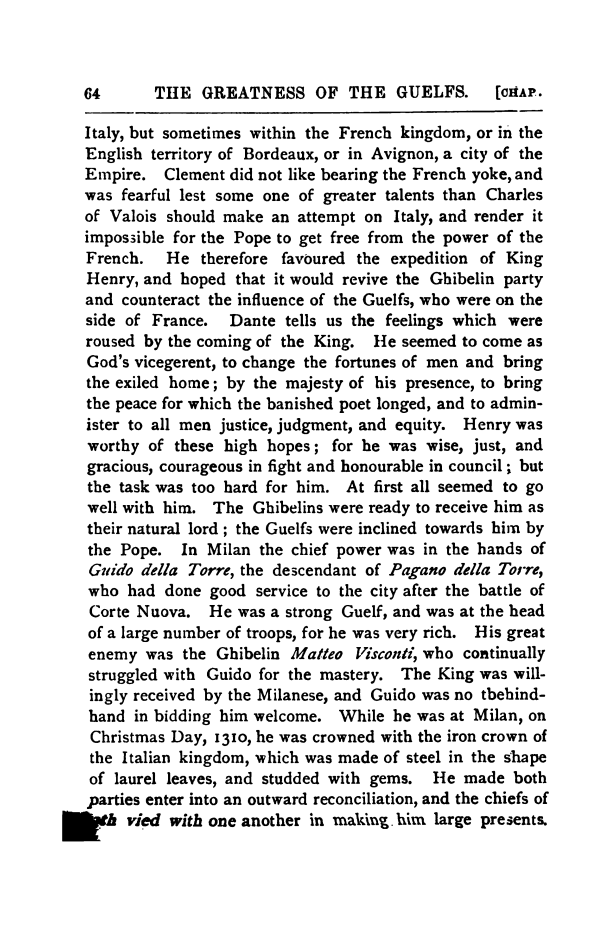 64 THE GREATNESS OF THE GUELFS. [CHAP.
Italy, but sometimes within the French kingdom, or in the
English territory of Bordeaux, or in Avignon, a city of the
Empire. Clement did not like bearing the French yoke, and
was fearful lest some one of greater talents than Charles
of Valois should make an attempt on Italy, and render it
impossible for the Pope to get free from the power of the
French. He therefore favoured the expedition of King
Henry, and hoped that it would revive the Ghibelin party
and counteract the influence of the Guelfs, who were on the
side of France. Dante tells us the feelings which were
roused by the coming of the King. He seemed to come as
God's vicegerent, to change the fortunes of men and bring
the exiled home; by the majesty of his presence, to bring
the peace for which the banished poet longed, and to admin-
ister to all men justice, judgment, and equity. Henry was
worthy of these high hopes; for he was wise, just, and
gracious, courageous in fight and honourable in council; but
the task was too hard for him. At first all seemed to go
well with him. The Ghibelins were ready to receive him as
their natural lord; the Guelfs were inclined towards him by
the Pope. In Milan the chief power was in the hands of
Guido della Torre, the descendant of Pagano della Torre,
who had done good service to the city after the battle of
Corte Nuova. He was a strong Guelf, and was at the head
of a large number of troops, for he was very rich. His great
enemy was the Ghibelin Matteo Visconti, who continually
struggled with Guido for the mastery. The King was will-
ingly received by the Milanese, and Guido was no tbehind-
hand in bidding him welcome. While he was at Milan, on
Christmas Day, 1310, he was crowned with the iron crown of
the Italian kingdom, which was made of steel in the shape
of laurel leaves, and studded with gems. He made both
parties enter into an outward reconciliation, and the chiefs of
vied with one another in making him large presents.